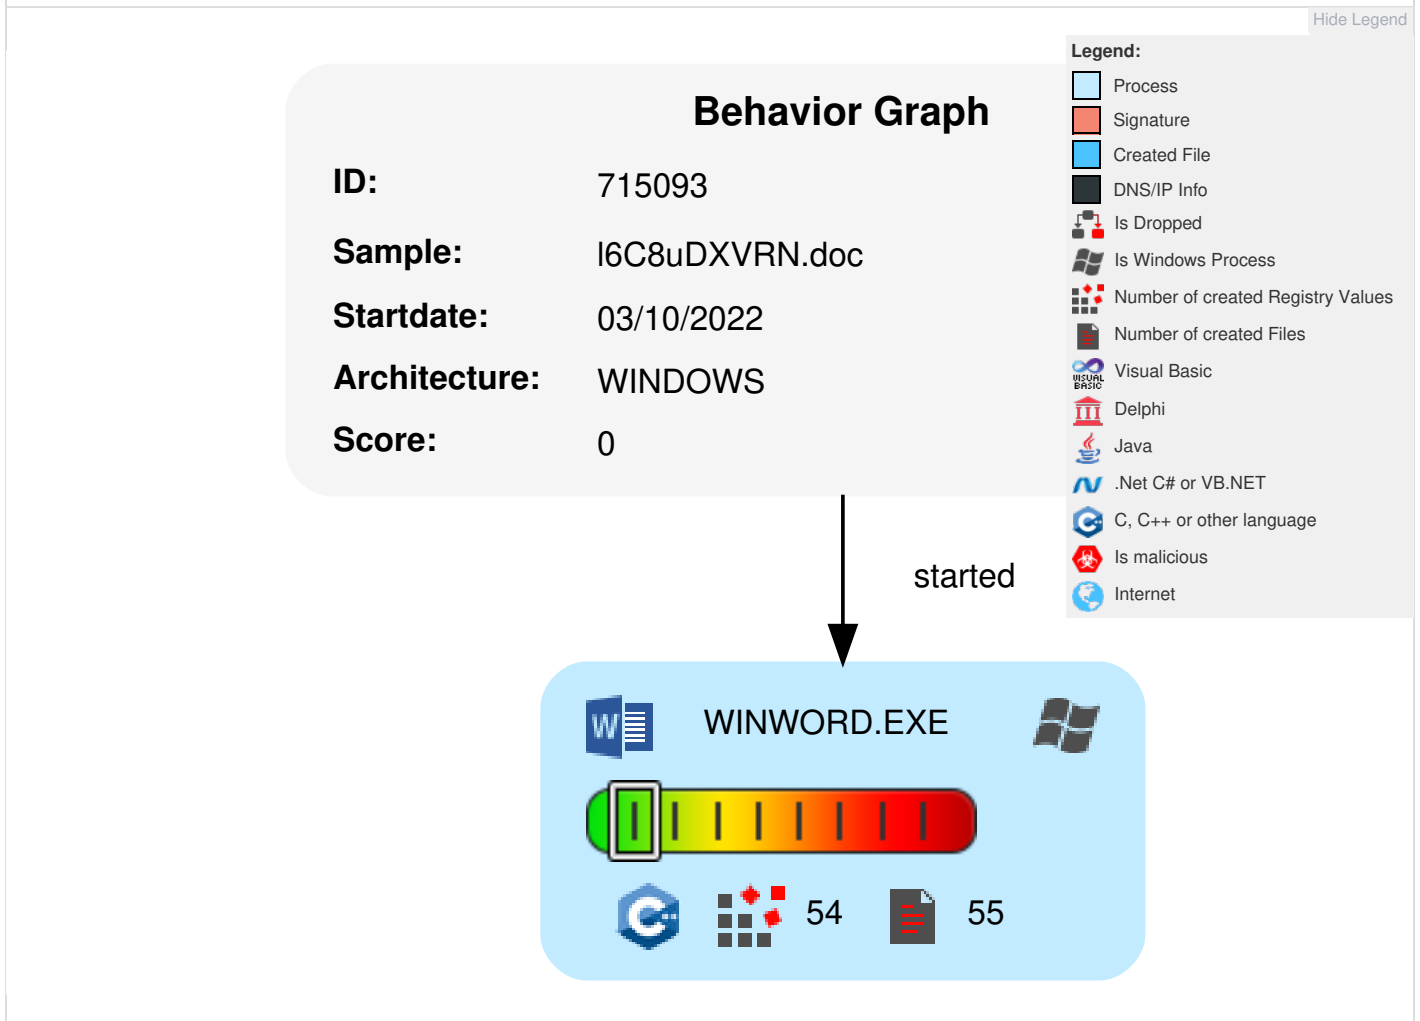 Hide Legend
Legend:
Process
Signature
Created File
DNS/IP Info
Is Dropped
Is Windows Process
Number of created Registry Values
Number of created Files
VISUAL BASIC Visual Basic
Delphi
Java
.Net C# or VB.NET
C, C++ or other language
Is malicious
Internet
Behavior Graph
ID: 715093
Sample: l6C8uDXVRN.doc
Startdate: 03/10/2022
Architecture: WINDOWS
Score: 0
started
W WINWORD.EXE
54 55